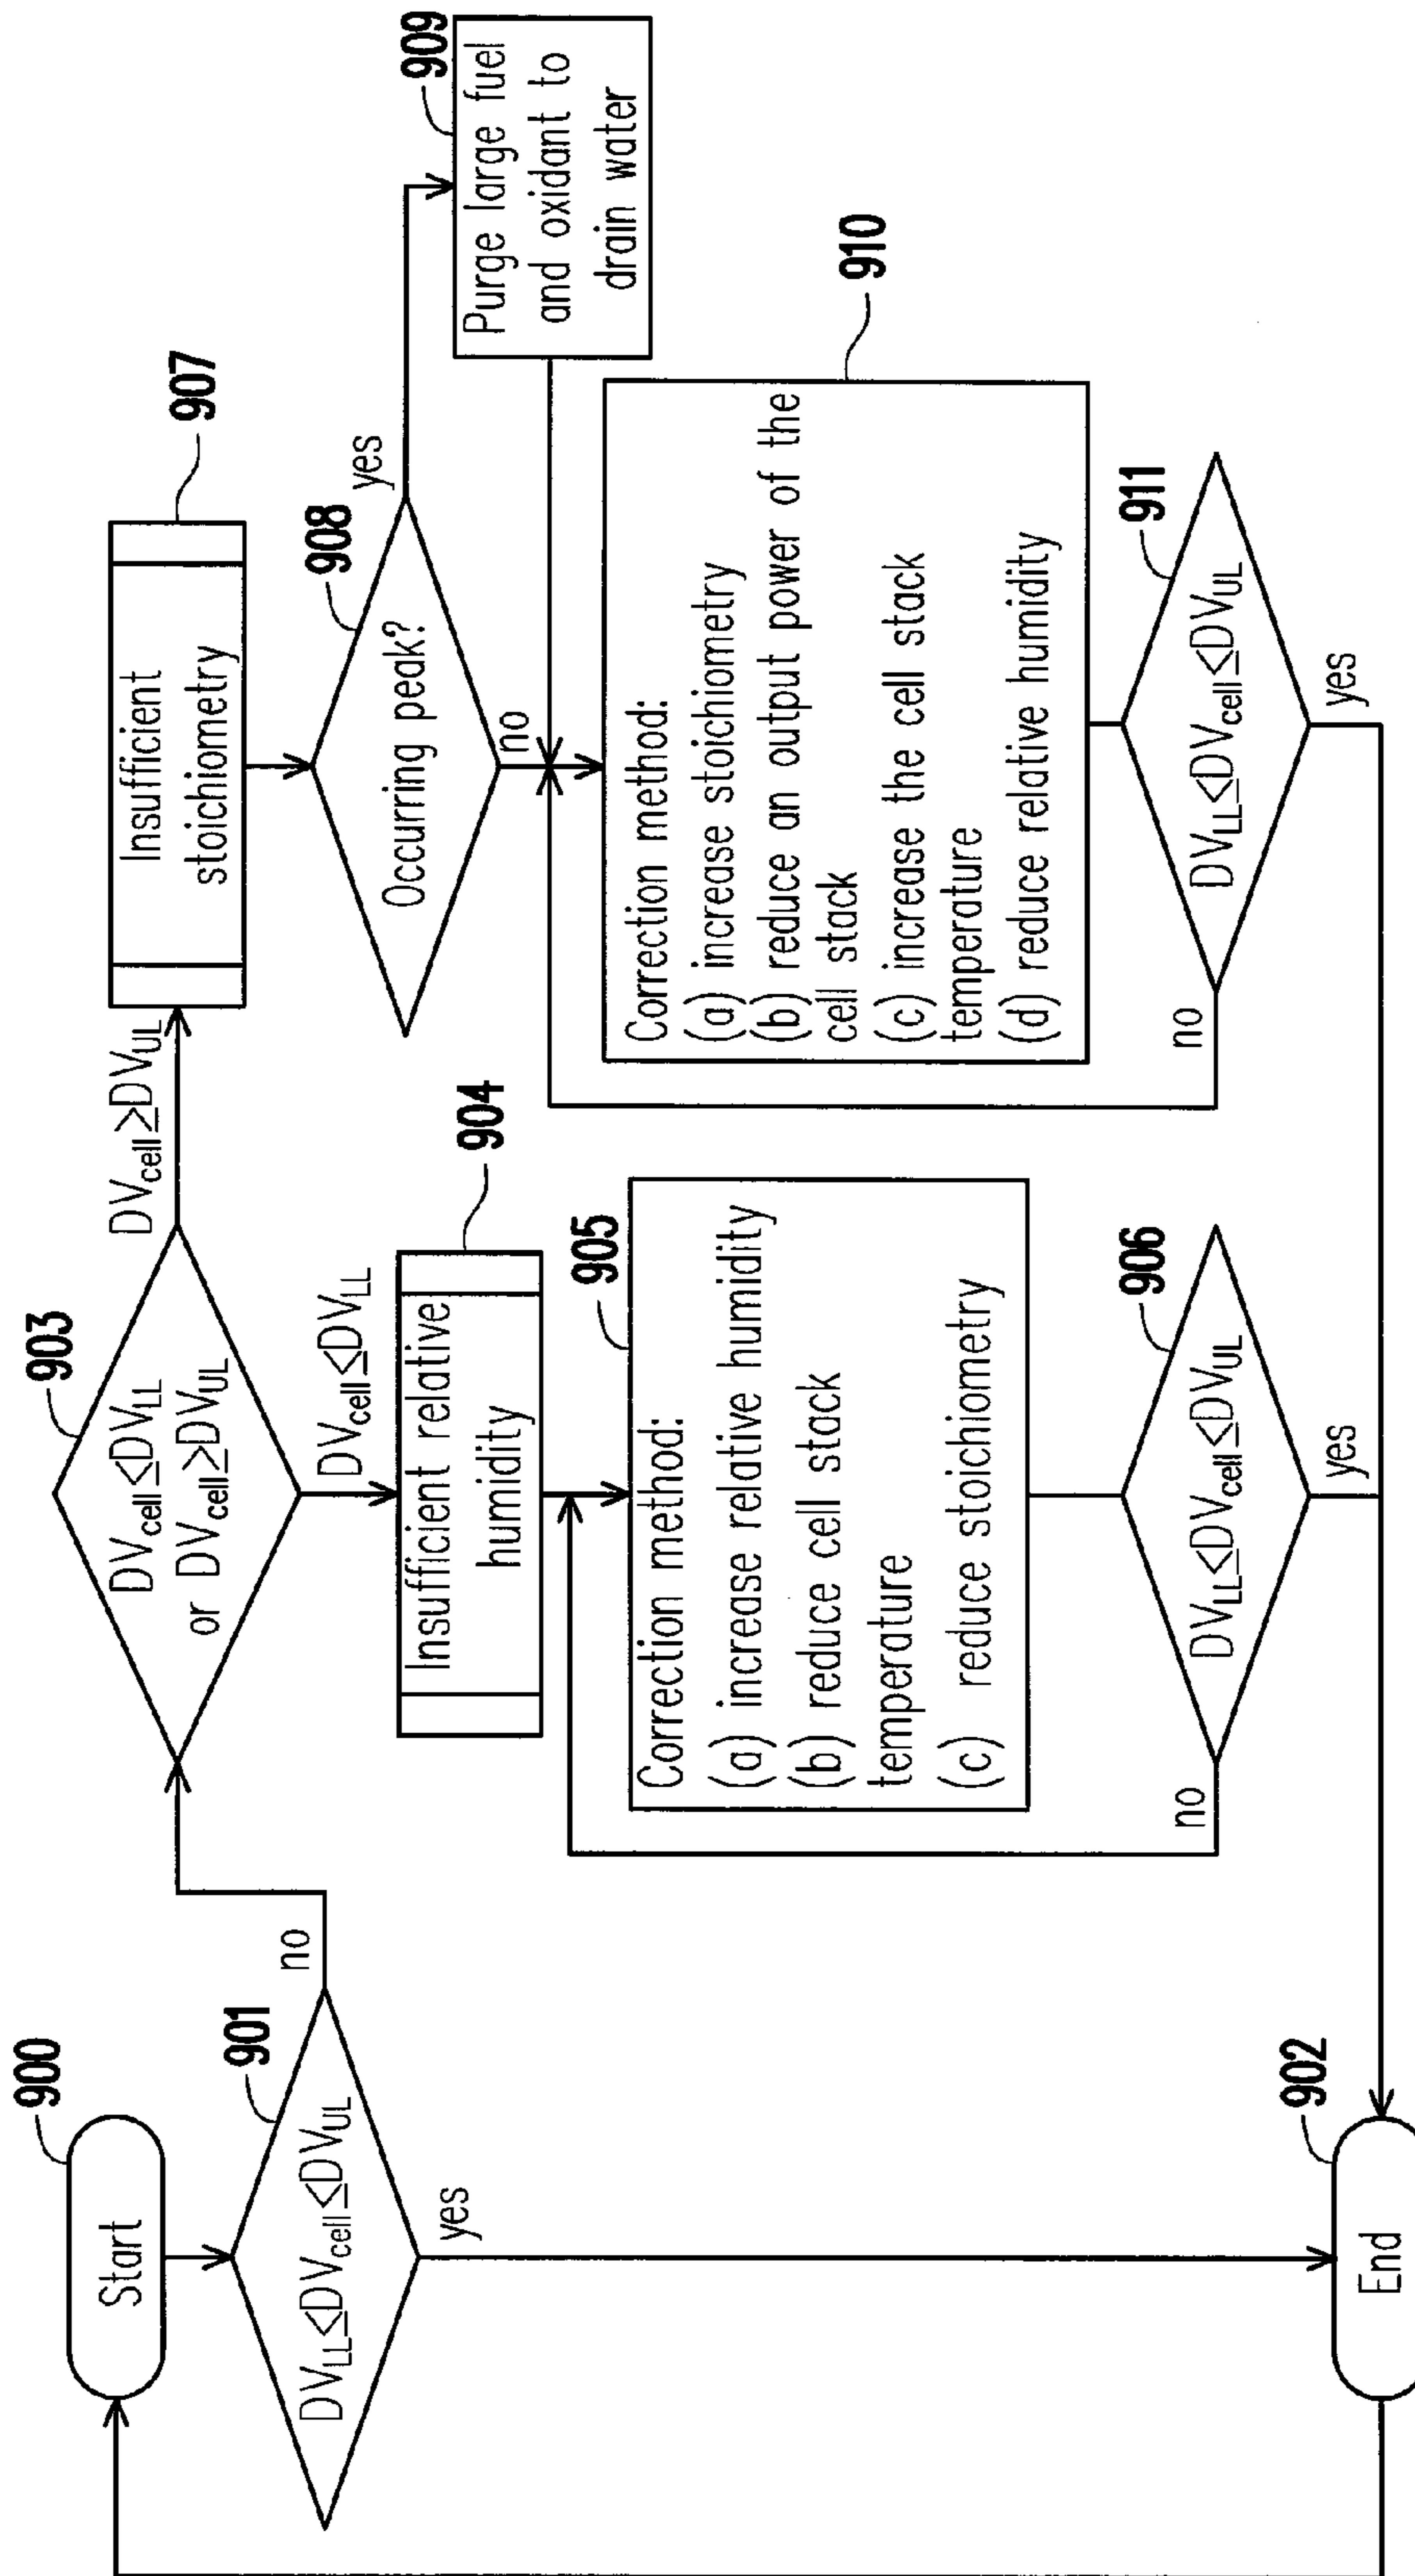 900
Start
901
DV_LL≤DV_cell≤DV_UL
no
yes
902
End
903
DV_cell≤DV_LL
or DV_cell≥DV_UL
DV_cell≥DV_UL
DV_cell≤DV_LL
904
Insufficient relative
humidity
905
Correction method:
(a) increase relative humidity
(b) reduce cell stack
temperature
(c) reduce stoichiometry
906
DV_LL≤DV_cell≤DV_UL
no
yes
907
Insufficient
stoichiometry
908
Occurring peak?
yes
no
909
Purge large fuel
and oxidant to
drain water
910
Correction method:
(a) increase stoichiometry
(b) reduce an output power of the
cell stack
(c) increase the cell stack
temperature
(d) reduce relative humidity
911
DV_LL≤DV_cell≤DV_UL
no
yes